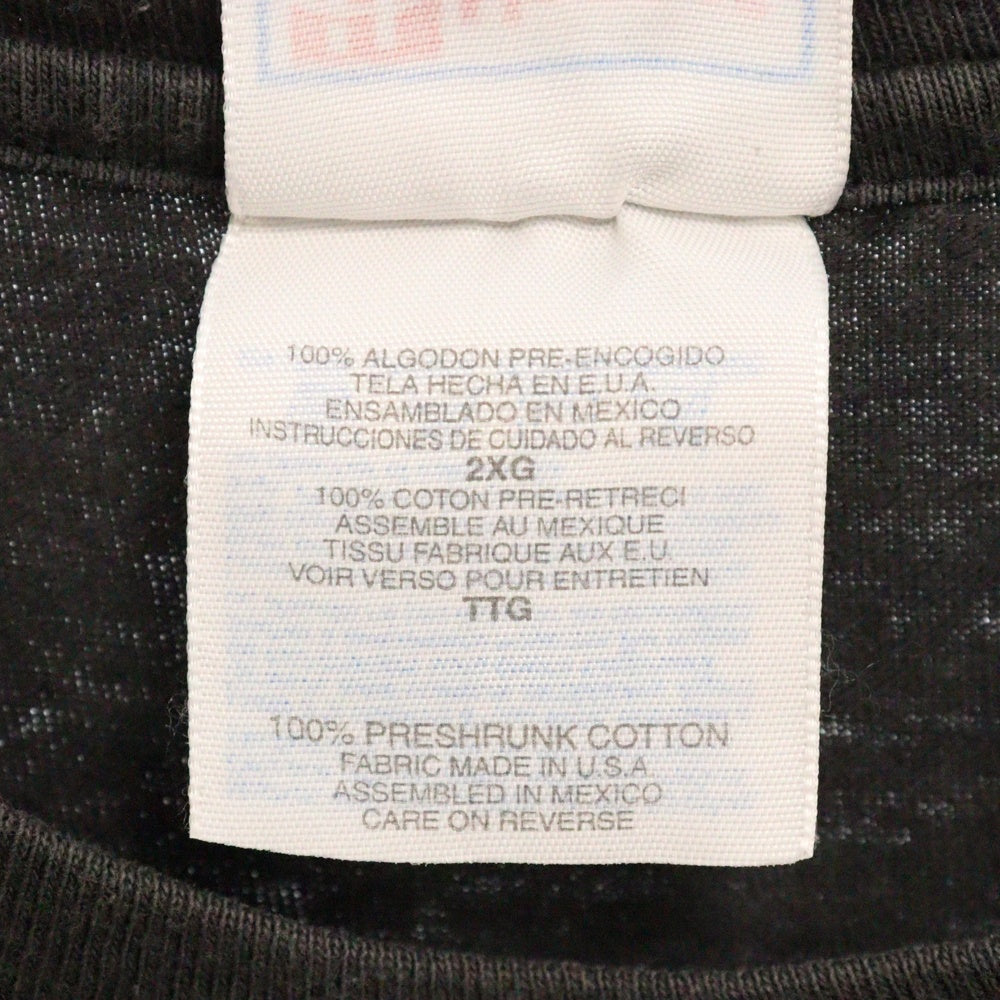 100% ALGODON PRE-ENCOGIDO
TELA HECHA EN E.U.A.
ENSAMBLADO EN MEXICO
INSTRUCCIONES DE CUIDADO AL REVERSO
2XG
100% COTON PRE-RETRECI
ASSEMBLE AU MEXIQUE
TISSU FABRIQUE AUX E.U.
VOIR VERSO POUR ENTRETIEN
TTG
100% PRESHRUNK COTTON
FABRIC MADE IN U.S.A
ASSEMBLED IN MEXICO
CARE ON REVERSE